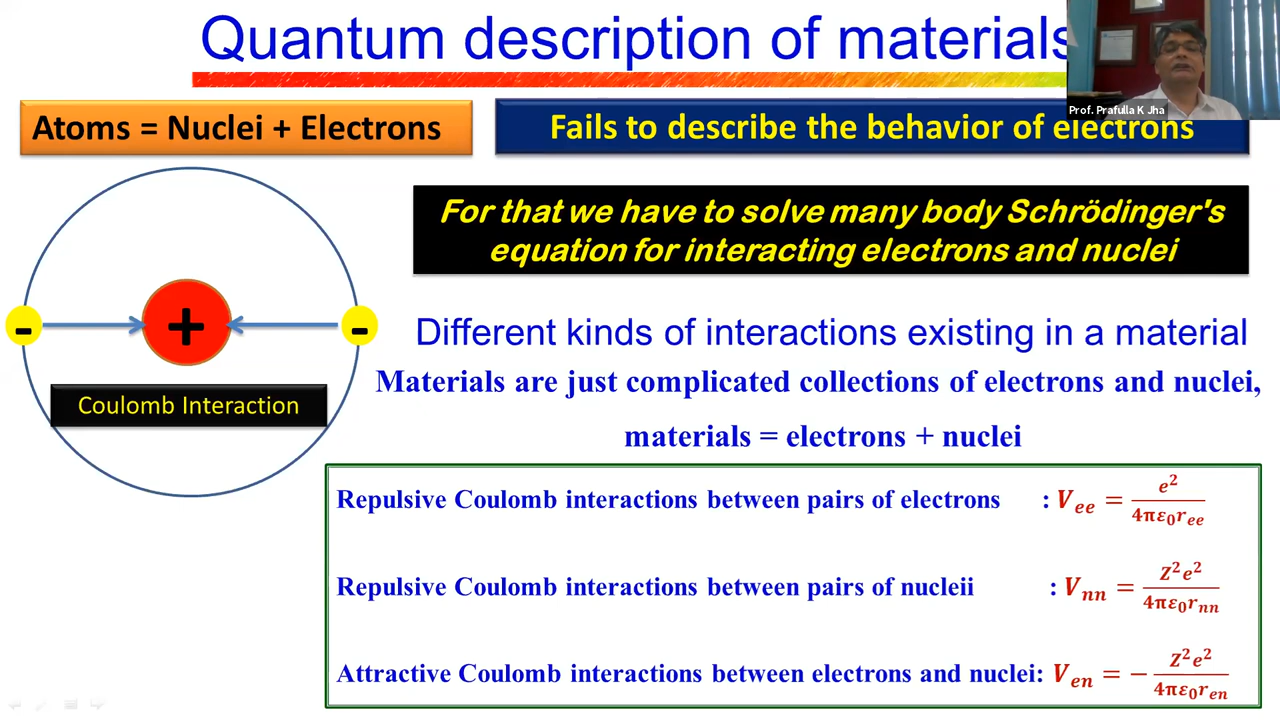 Quantum description of materials
Prof. Prafulla K Jha
Atoms = Nuclei + Electrons
Fails to describe the behavior of electrons
For that we have to solve many body Schrödinger's
equation for interacting electrons and nuclei
- + -
Coulomb Interaction
Different kinds of interactions existing in a material
Materials are just complicated collections of electrons and nuclei,
materials = electrons + nuclei
Repulsive Coulomb interactions between pairs of electrons : V_ee = e²/(4πε₀r_ee)
Repulsive Coulomb interactions between pairs of nucleii : V_nn = Z²e²/(4πε₀r_nn)
Attractive Coulomb interactions between electrons and nuclei: V_en = − Z²e²/(4πε₀r_en)